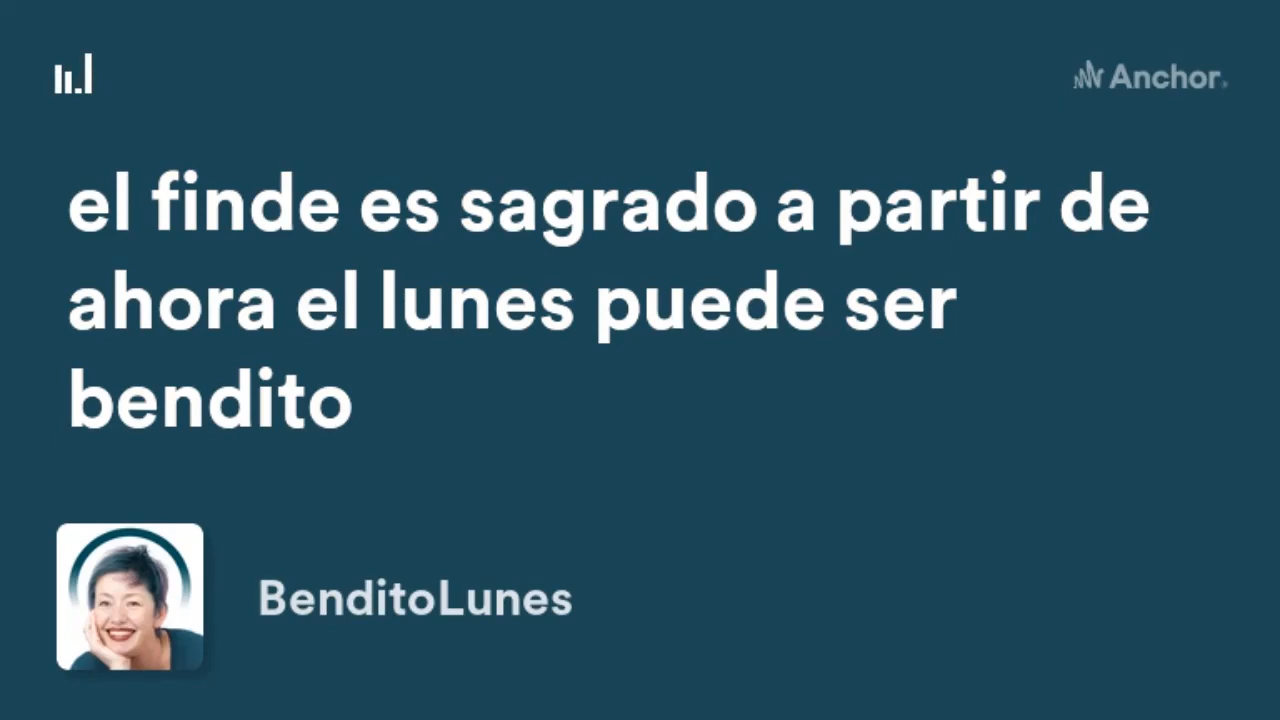 Anchor
el finde es sagrado a partir de
ahora el lunes puede ser
bendito
BenditoLunes